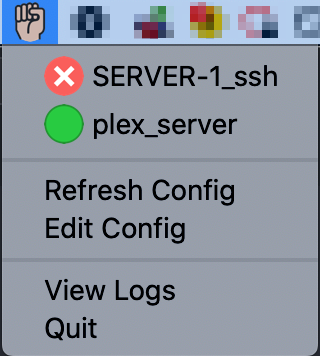 SERVER-1_ssh
plex_server
Refresh Config
Edit Config
View Logs
Quit